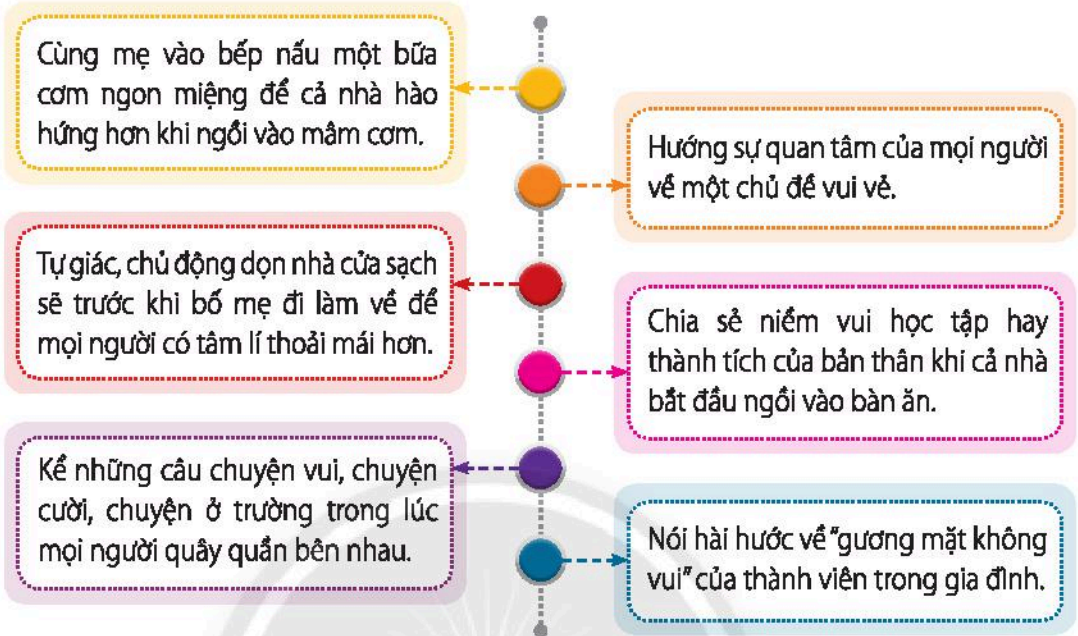 Cùng mẹ vào bếp nấu một bữa
cơm ngon miệng để cả nhà hào
hứng hơn khi ngồi vào mâm cơm.
Hướng sự quan tâm của mọi người
về một chủ đề vui vẻ.
Tự giác, chủ động dọn nhà cửa sạch
sẽ trước khi bố mẹ đi làm về để
mọi người có tâm lí thoải mái hơn.
Chia sẻ niềm vui học tập hay
thành tích của bản thân khi cả nhà
bắt đầu ngồi vào bàn ăn.
Kể những câu chuyện vui, chuyện
cười, chuyện ở trường trong lúc
mọi người quây quần bên nhau.
Nói hài hước về "gương mặt không
vui" của thành viên trong gia đình.